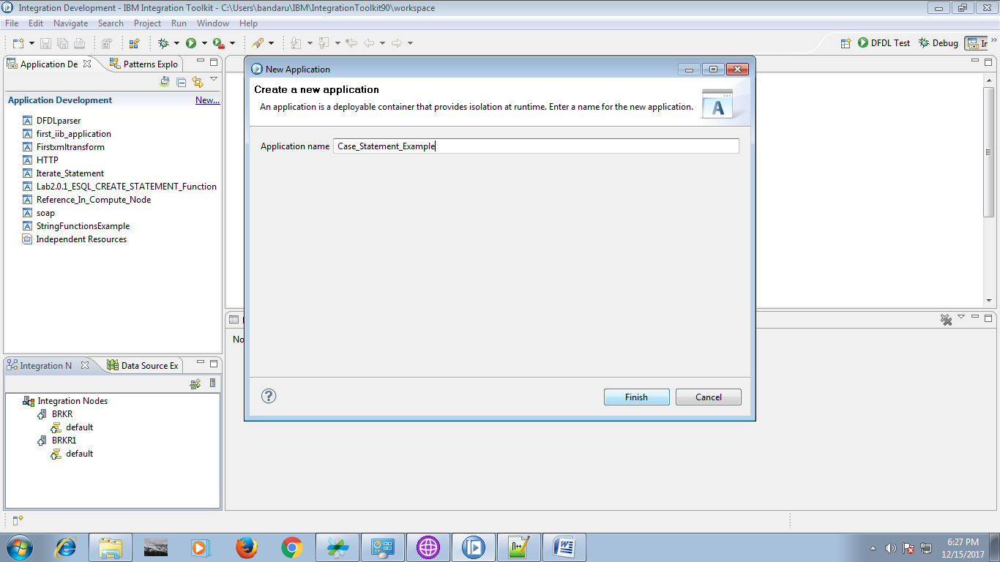 Integration Development - IBM Integration Toolkit - C:\Users\bandaru\IBM\IntegrationToolkit90\workspace
File Edit Navigate Search Project Run Window Help
DFDL Test Debug
Application De Patterns Explo
Application Development New...
DFDLparser
first_iib_application
Firstxmltransform
HTTP
Iterate_Statement
Lab2.0.1_ESQL_CREATE_STATEMENT_Function
Reference_In_Compute_Node
soap
StringFunctionsExample
Independent Resources
New Application
Create a new application
An application is a deployable container that provides isolation at runtime. Enter a name for the new application.
A
Application name Case_Statement_Example
Finish Cancel
No
Integration N Data Source Ex
Integration Nodes
BRKR
default
BRKR1
default
6:27 PM
12/15/2017